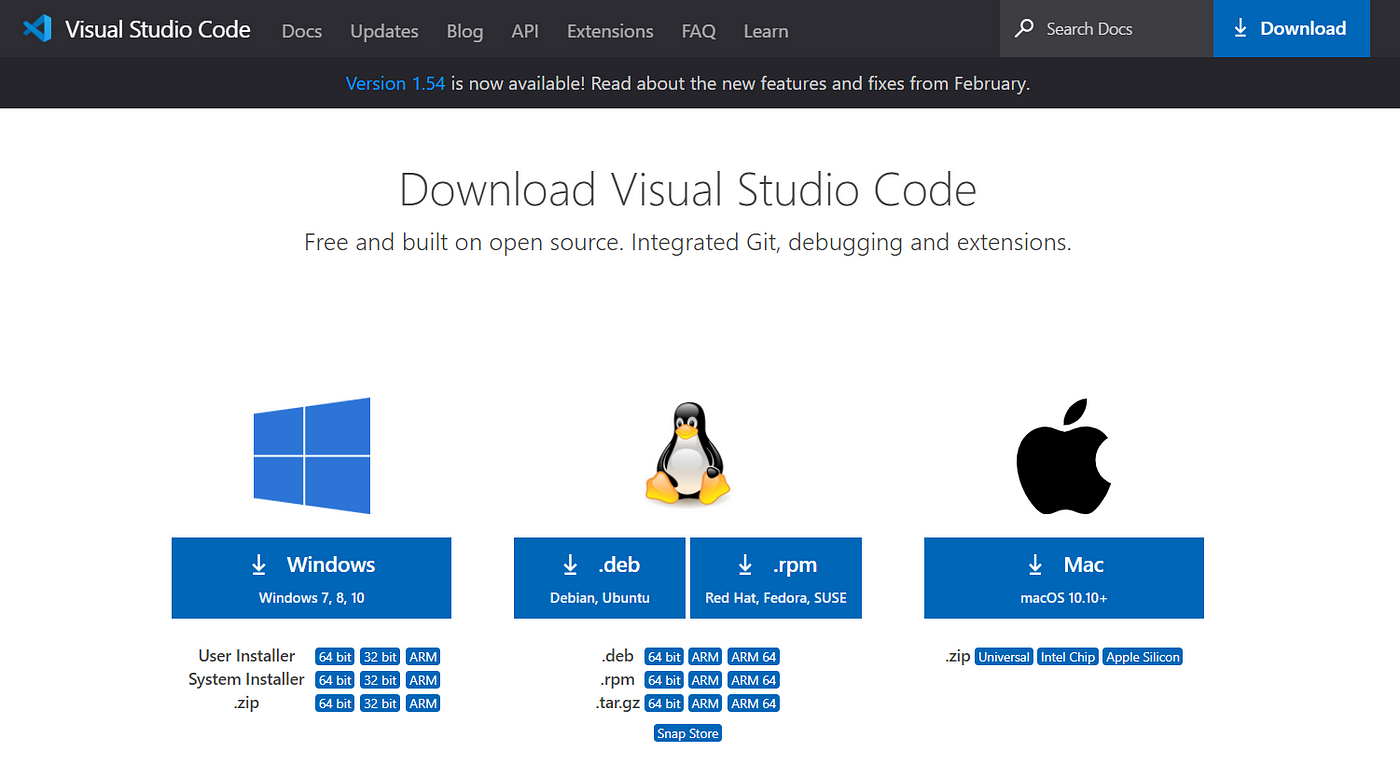 Visual Studio Code Docs Updates Blog API Extensions FAQ Learn Search Docs Download
Version 1.54 is now available! Read about the new features and fixes from February.
Download Visual Studio Code
Free and built on open source. Integrated Git, debugging and extensions.
Windows
Windows 7, 8, 10
User Installer 64 bit 32 bit ARM
System Installer 64 bit 32 bit ARM
.zip 64 bit 32 bit ARM
.deb
Debian, Ubuntu
.rpm
Red Hat, Fedora, SUSE
.deb 64 bit ARM ARM 64
.rpm 64 bit ARM ARM 64
.tar.gz 64 bit ARM ARM 64
Snap Store
Mac
macOS 10.10+
.zip Universal Intel Chip Apple Silicon